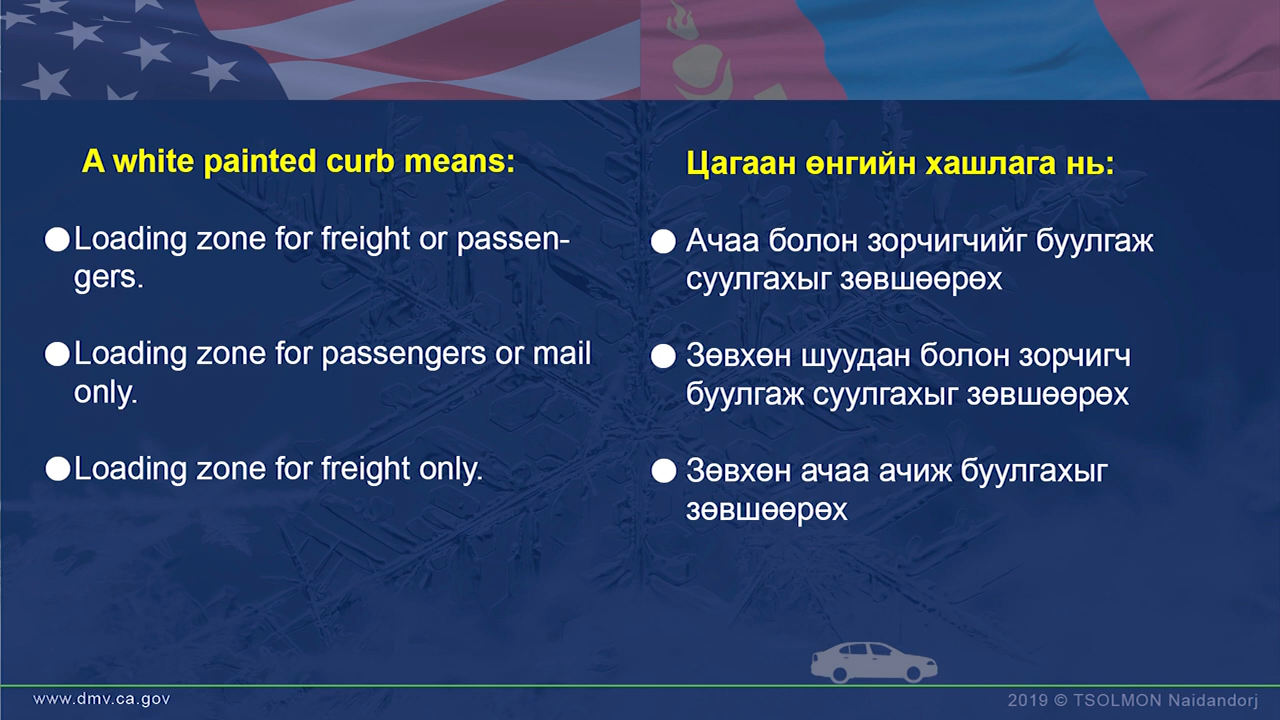 A white painted curb means:
●Loading zone for freight or passen-
gers.
●Loading zone for passengers or mail
only.
●Loading zone for freight only.
Цагаан өнгийн хашлага нь:
● Ачаа болон зорчигчийг буулгаж
суулгахыг зөвшөөрөх
● Зөвхөн шуудан болон зорчигч
буулгаж суулгахыг зөвшөөрөх
● Зөвхөн ачаа ачиж буулгахыг
зөвшөөрөх
www.dmv.ca.gov
2019 © TSOLMON Naidandorj